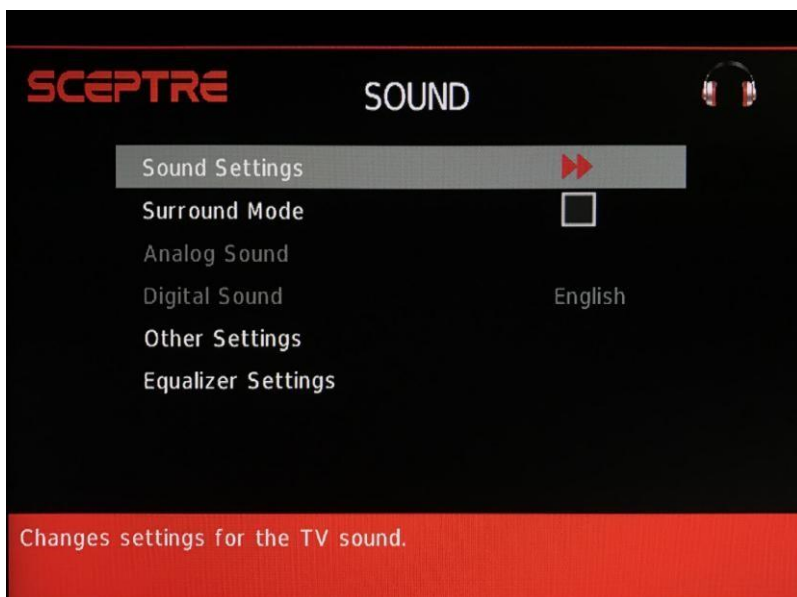 SCEPTRE SOUND
Sound Settings
Surround Mode
Analog Sound
Digital Sound English
Other Settings
Equalizer Settings
Changes settings for the TV sound.